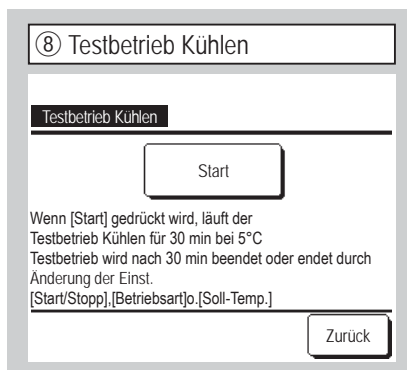 ⑧ Testbetrieb Kühlen
Testbetrieb Kühlen
Start
Wenn [Start] gedrückt wird, läuft der
Testbetrieb Kühlen für 30 min bei 5°C
Testbetrieb wird nach 30 min beendet oder endet durch
Änderung der Einst.
[Start/Stopp],[Betriebsart]o.[Soll-Temp.]
Zurück